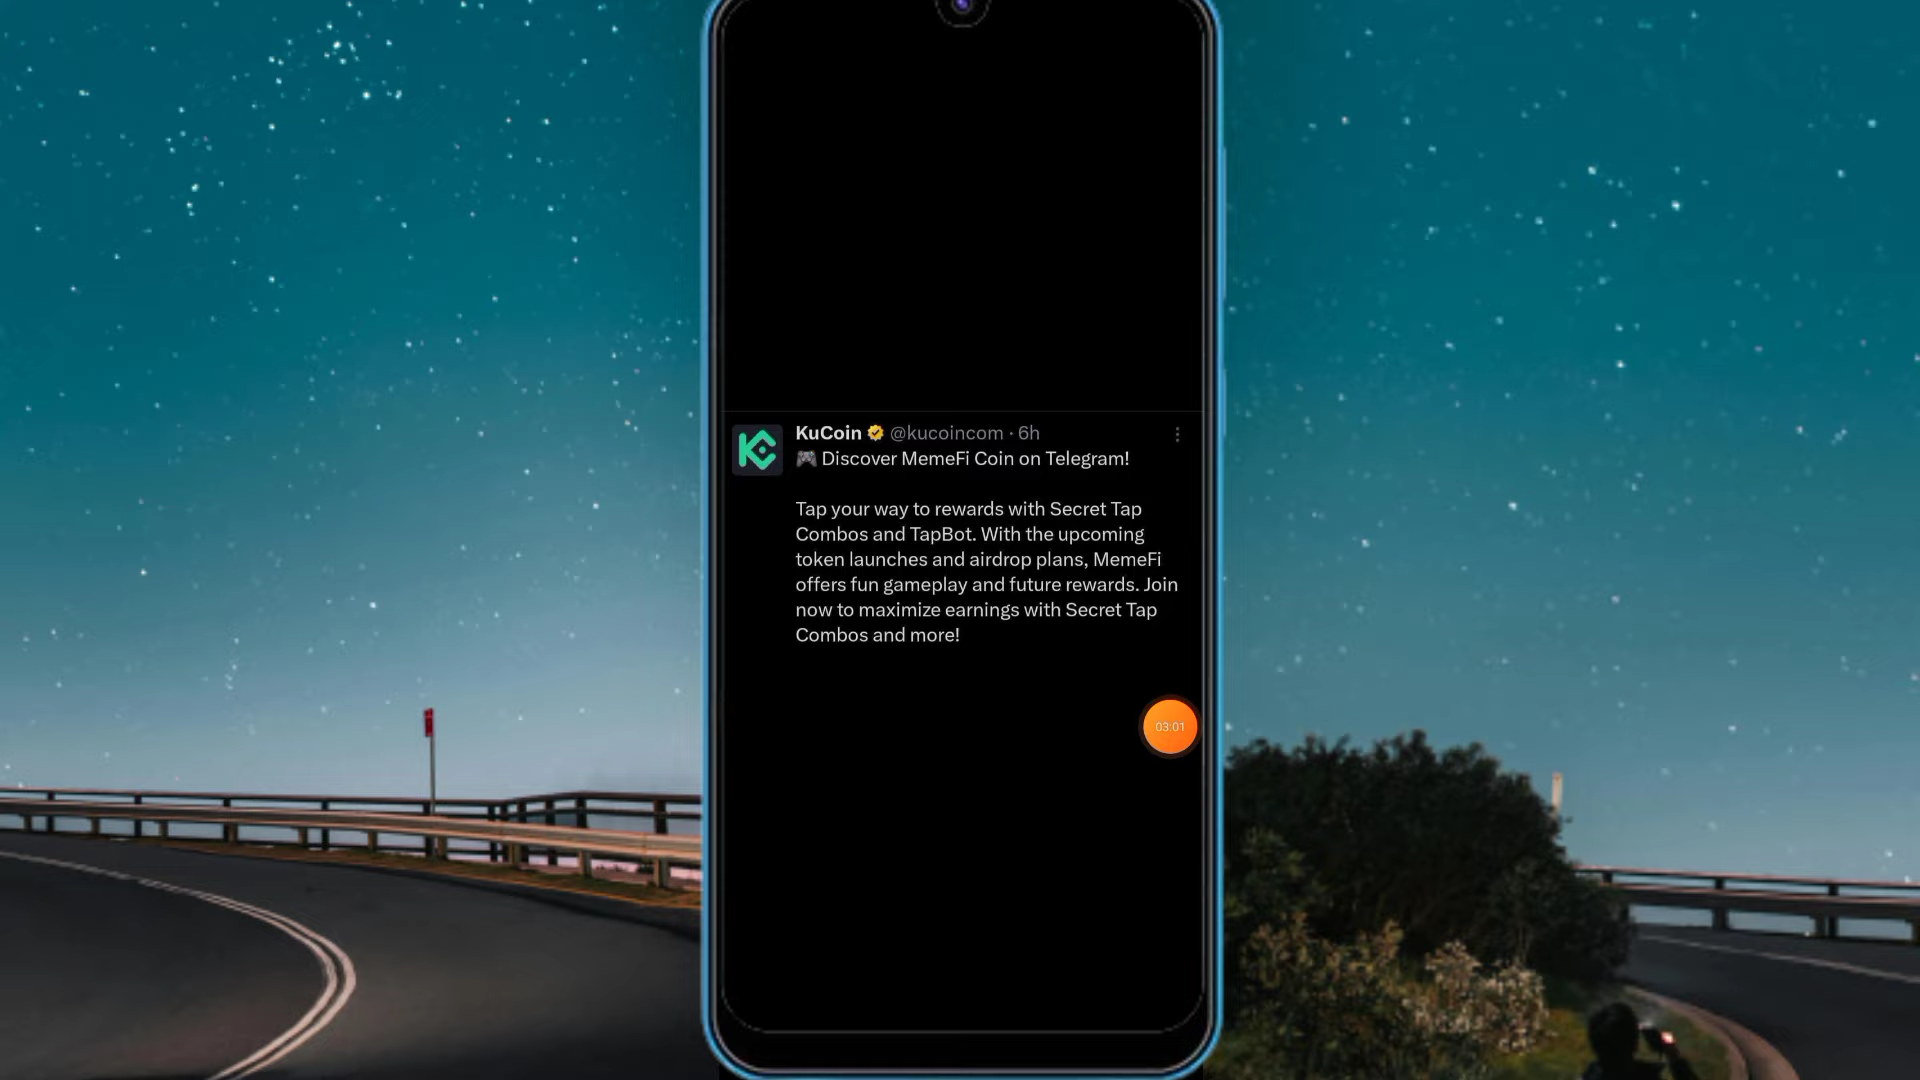 KuCoin @kucoincom · 6h
🎮 Discover MemeFi Coin on Telegram!
Tap your way to rewards with Secret Tap
Combos and TapBot. With the upcoming
token launches and airdrop plans, MemeFi
offers fun gameplay and future rewards. Join
now to maximize earnings with Secret Tap
Combos and more!
03:01